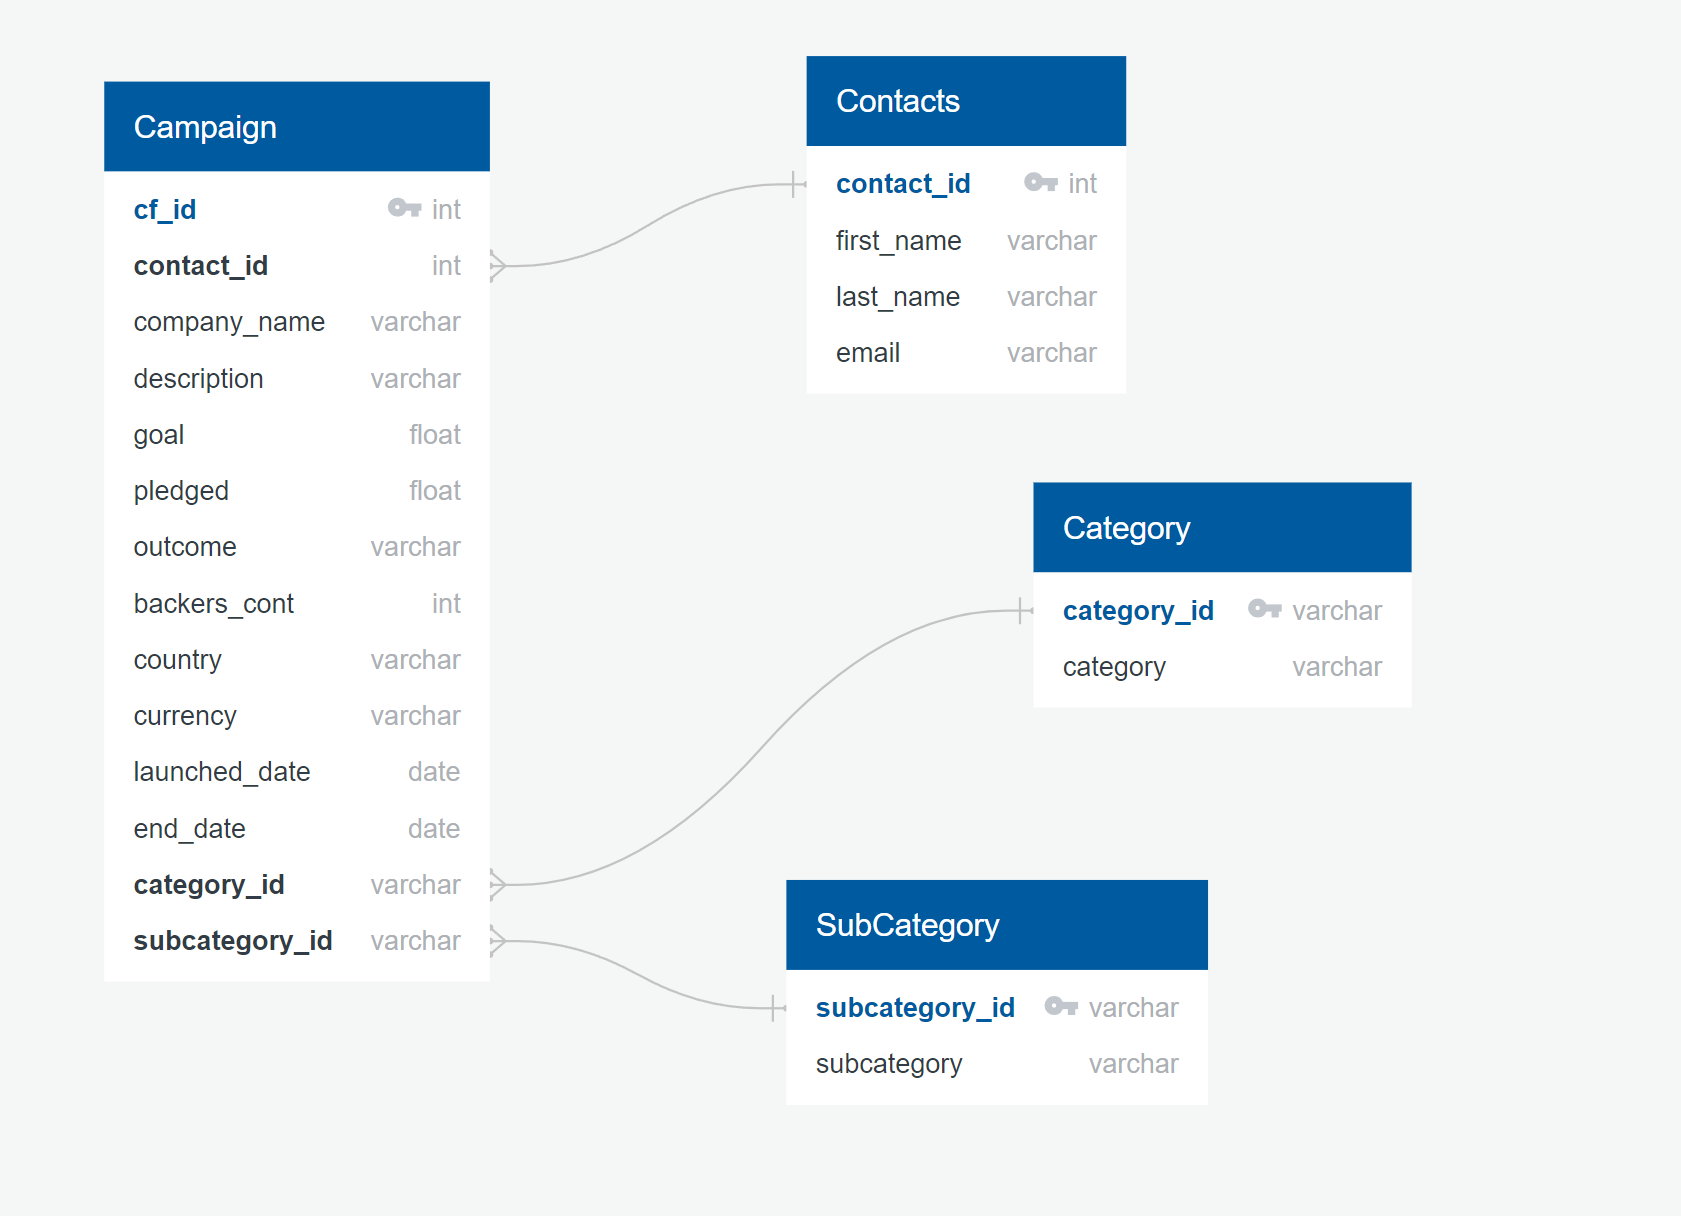 Campaign
cf_id int
contact_id int
company_name varchar
description varchar
goal float
pledged float
outcome varchar
backers_cont int
country varchar
currency varchar
launched_date date
end_date date
category_id varchar
subcategory_id varchar
Contacts
contact_id int
first_name varchar
last_name varchar
email varchar
Category
category_id varchar
category varchar
SubCategory
subcategory_id varchar
subcategory varchar